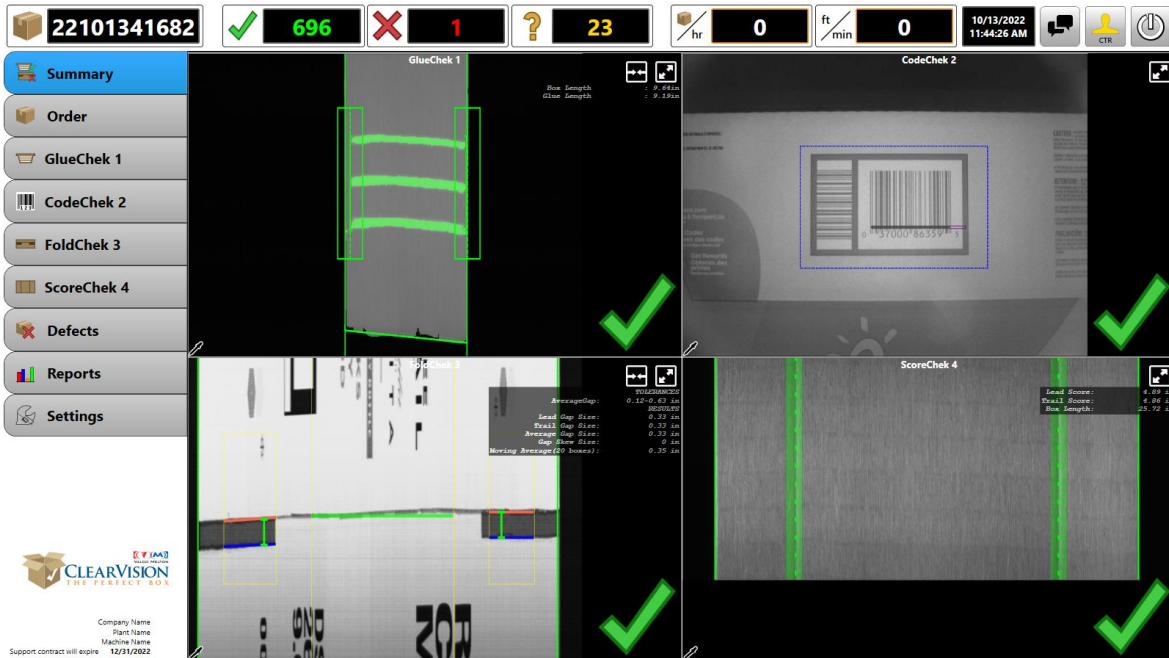 22101341682
696
1
?
23
/hr
0
ft/min
0
10/13/2022
11:44:26 AM
CTR
Summary
Order
GlueChek 1
CodeChek 2
FoldChek 3
ScoreChek 4
Defects
Reports
Settings
GlueChek 1
Box Length : 9.64in
Glue Length : 9.19in
CodeChek 2
Get Rewards
0 37000 86359 5
FoldChek 3
TOLERANCES
AverageGap: 0.12-0.63 in
RESULTS
Lead Gap Size: 0.33 in
Trail Gap Size: 0.33 in
Average Gap Size: 0.33 in
Gap Skew Size: 0 in
Moving Average(20 boxes): 0.35 in
ScoreChek 4
Lead Score: 4.89 i
Trail Score: 4.86 i
Box Length: 25.72 i
VALCO MELTON
CLEARVISION
THE PERFECT BOX
Company Name
Plant Name
Machine Name
Support contract will expire 12/31/2022